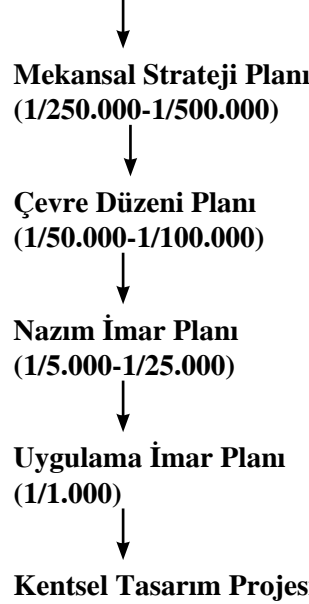 Mekansal Strateji Planı
(1/250.000-1/500.000)
Çevre Düzeni Planı
(1/50.000-1/100.000)
Nazım İmar Planı
(1/5.000-1/25.000)
Uygulama İmar Planı
(1/1.000)
Kentsel Tasarım Projes